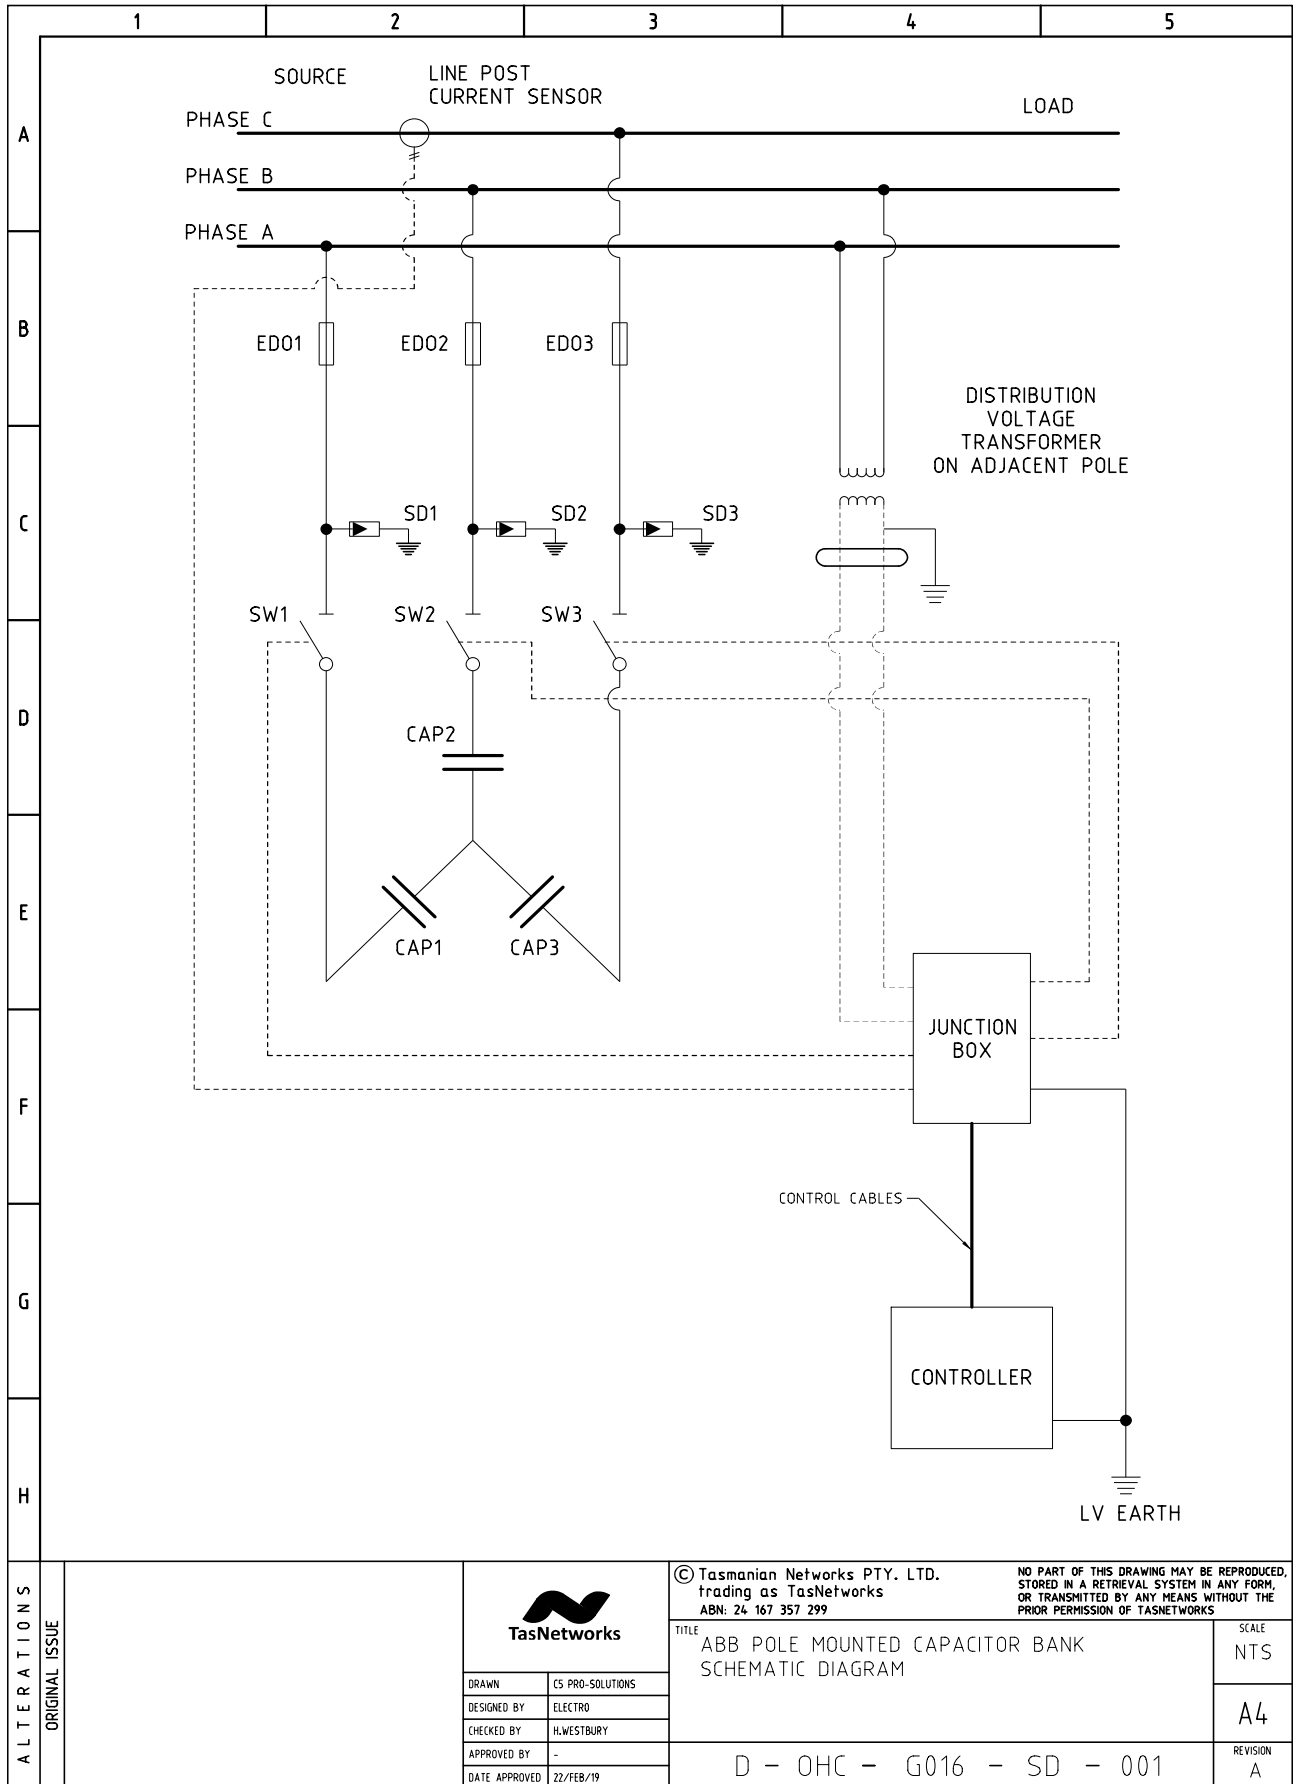 1 2 3 4 5
A
B
C
D
E
F
G
H
SOURCE
LINE POST
CURRENT SENSOR
LOAD
PHASE C
PHASE B
PHASE A
EDO1
EDO2
EDO3
DISTRIBUTION
VOLTAGE
TRANSFORMER
ON ADJACENT POLE
SD1
SD2
SD3
SW1
SW2
SW3
CAP2
CAP1
CAP3
JUNCTION
BOX
CONTROL CABLES
CONTROLLER
LV EARTH
ALTERATIONS
ORIGINAL ISSUE
TasNetworks
DRAWN C5 PRO-SOLUTIONS
DESIGNED BY ELECTRO
CHECKED BY H.WESTBURY
APPROVED BY -
DATE APPROVED 22/FEB/19
© Tasmanian Networks PTY. LTD.
trading as TasNetworks
ABN: 24 167 357 299
NO PART OF THIS DRAWING MAY BE REPRODUCED,
STORED IN A RETRIEVAL SYSTEM IN ANY FORM,
OR TRANSMITTED BY ANY MEANS WITHOUT THE
PRIOR PERMISSION OF TASNETWORKS
TITLE
ABB POLE MOUNTED CAPACITOR BANK
SCHEMATIC DIAGRAM
SCALE
NTS
A4
D - OHC - G016 - SD - 001
REVISION
A